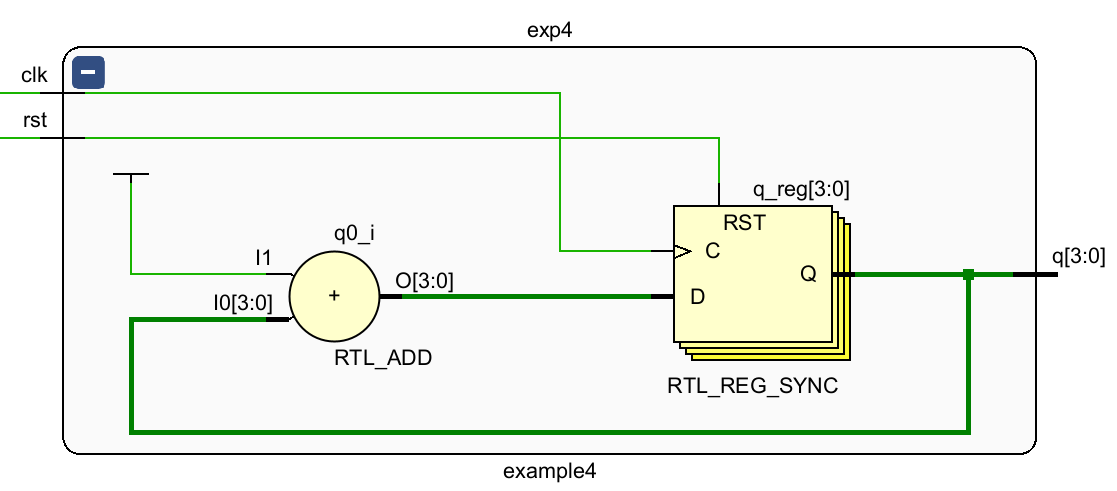 exp4
clk
rst
q_reg[3:0]
RST
q0_i
I1
C
q[3:0]
O[3:0]
Q
I0[3:0]
+
D
RTL_ADD
RTL_REG_SYNC
example4